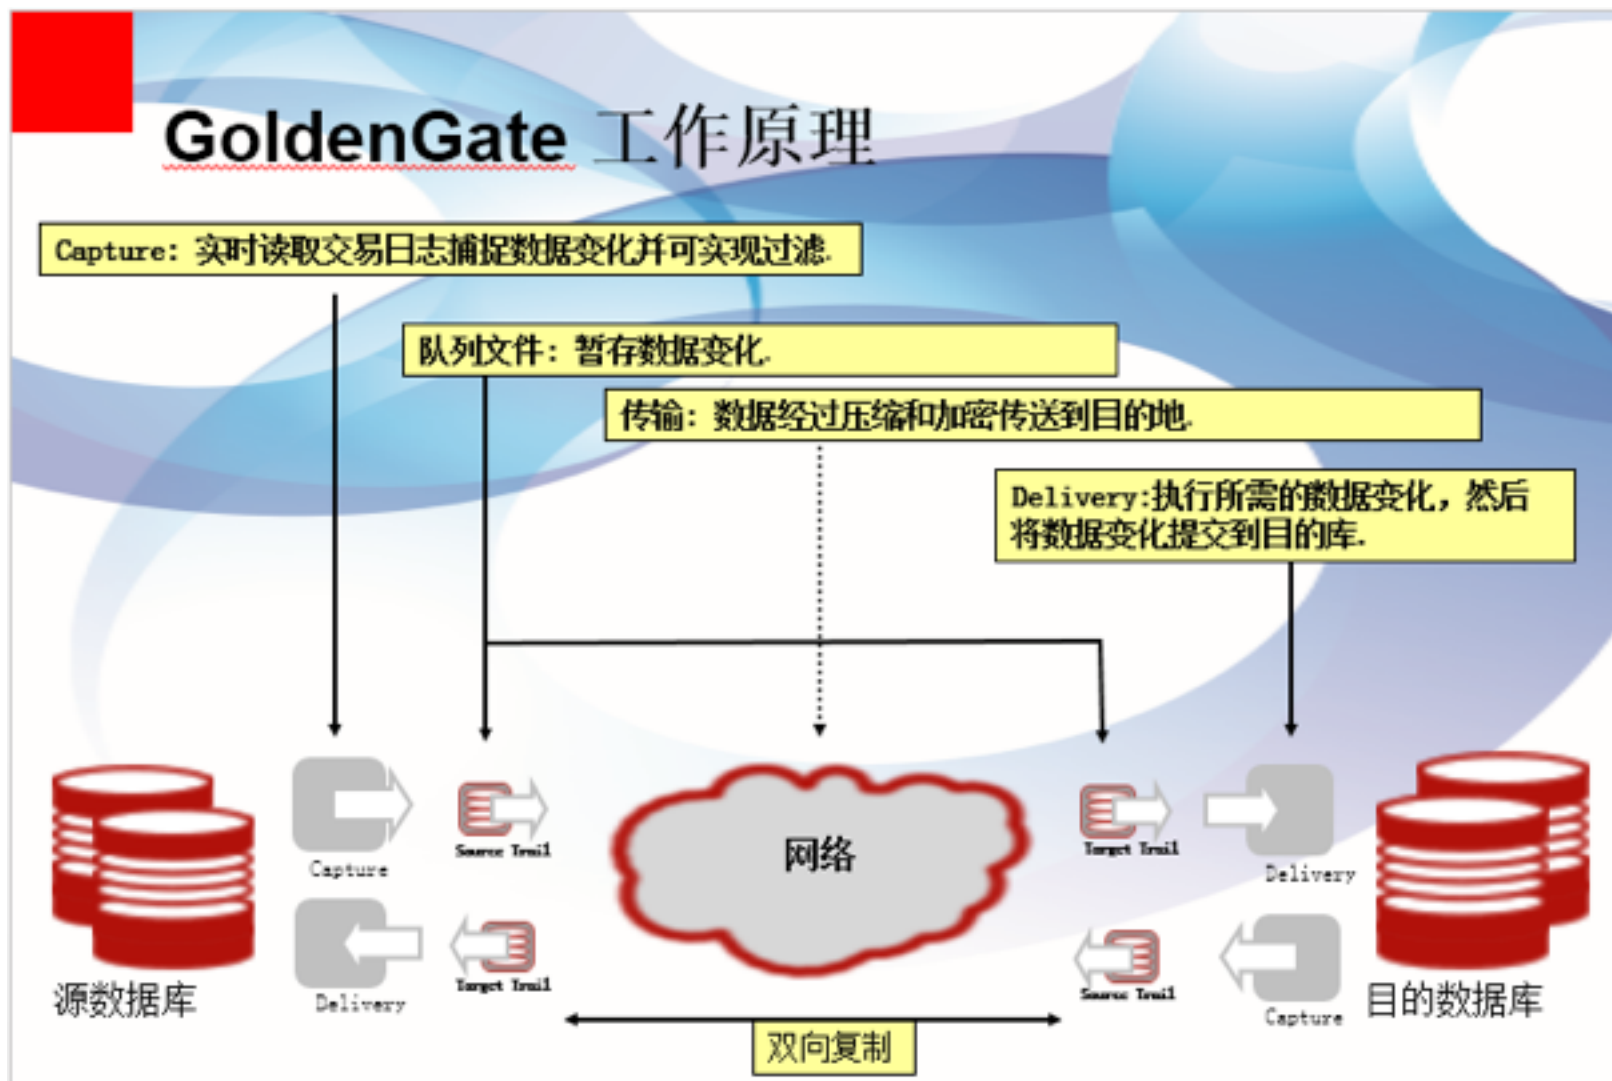 GoldenGate 工作原理
Capture: 实时读取交易日志捕捉数据变化并可实现过滤.
队列文件: 暂存数据变化.
传输: 数据经过压缩和加密传送到目的地.
Delivery:执行所需的数据变化, 然后
将数据变化提交到目的库.
Capture
Source Trail
网络
Target Trail
Delivery
Delivery
Target Trail
Source Trail
Capture
源数据库
目的数据库
双向复制